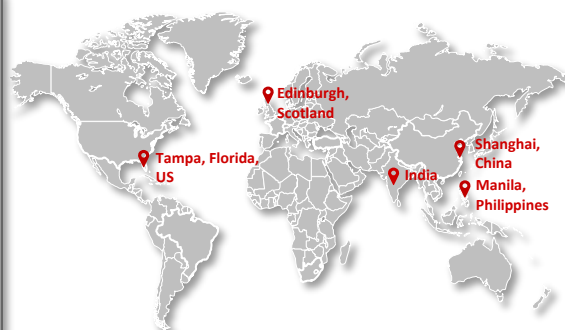 Edinburgh,
Scotland
Tampa, Florida,
US
Shanghai,
China
India
Manila,
Philippines